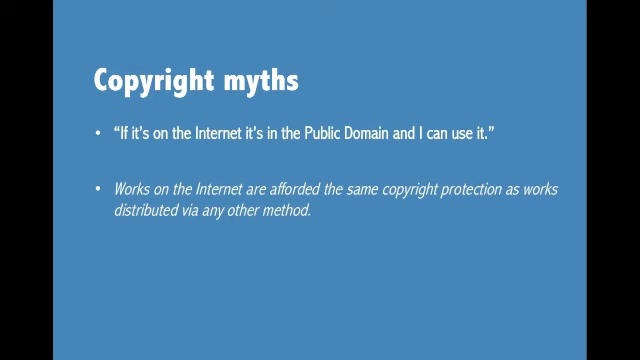 Copyright myths
• “If it’s on the Internet it’s in the Public Domain and I can use it.”
• Works on the Internet are afforded the same copyright protection as works
distributed via any other method.